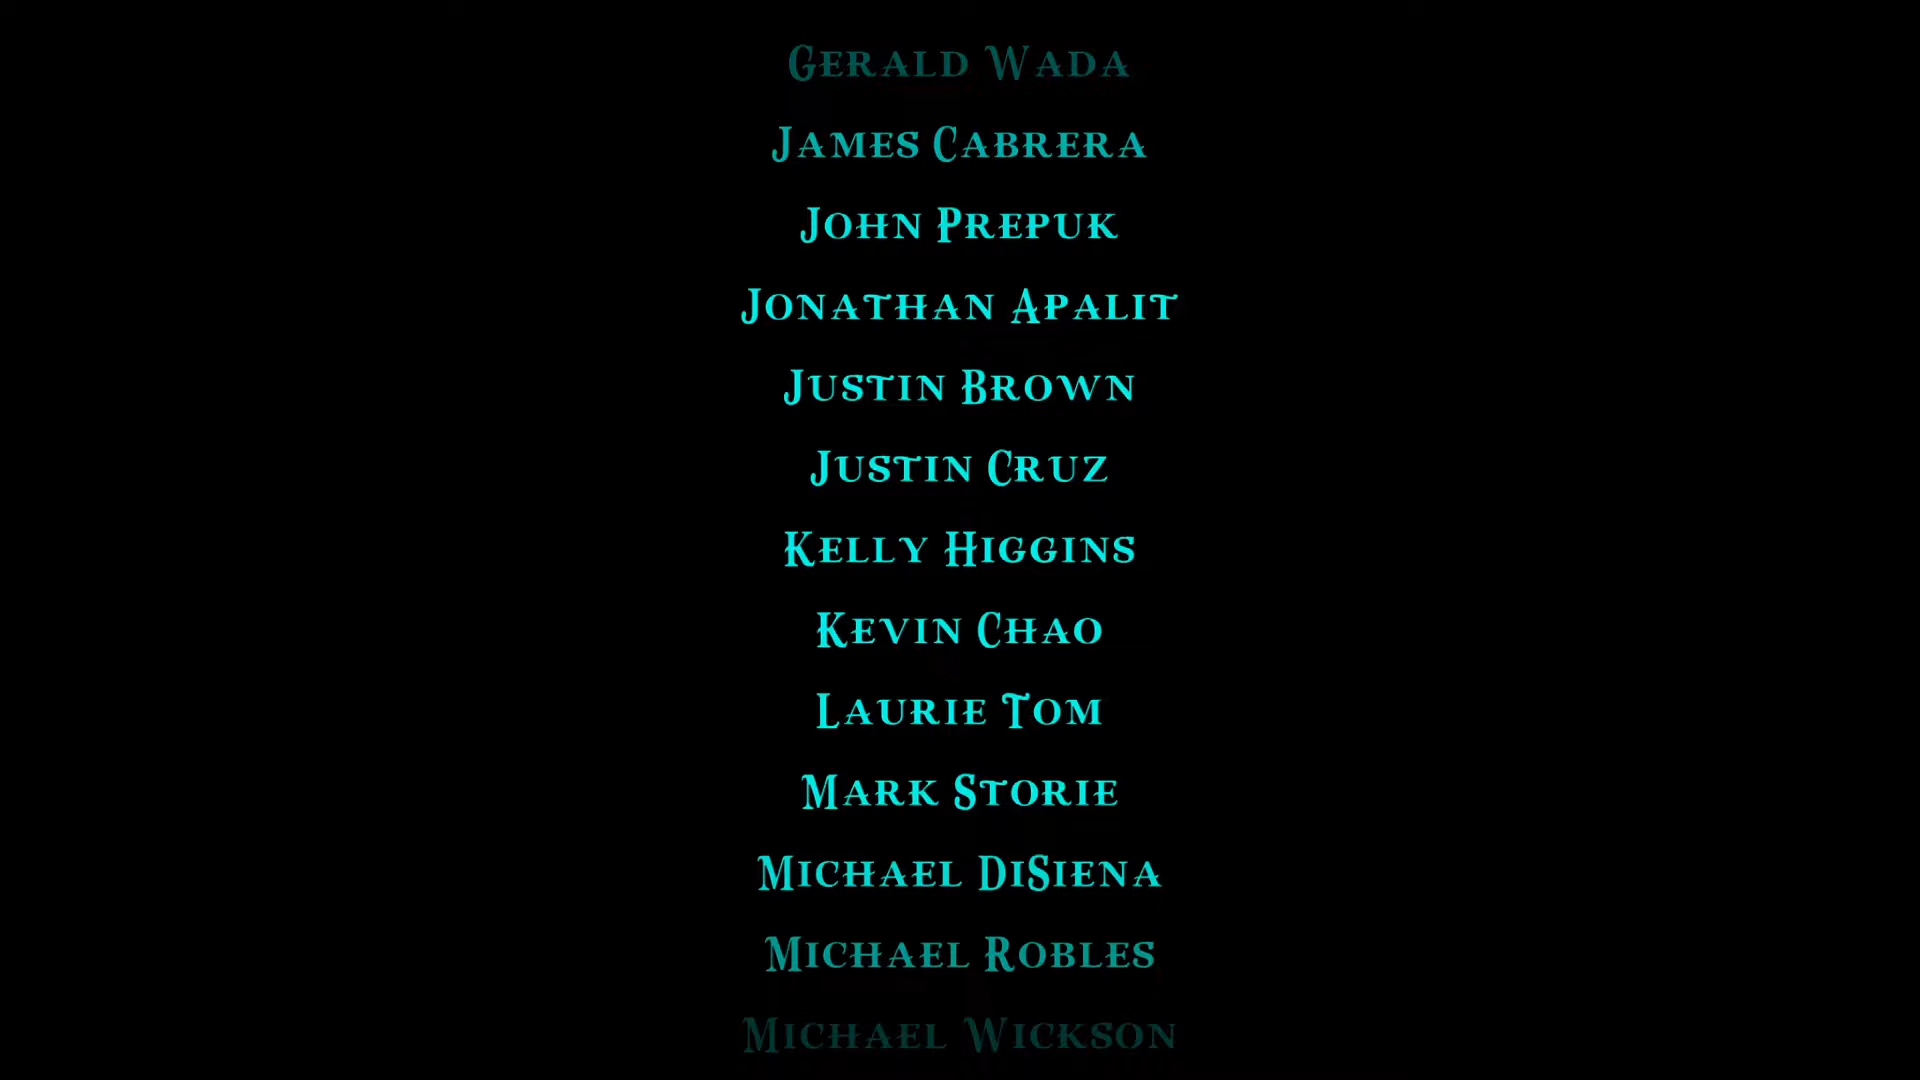 Gerald Wada
James Cabrera
John Prepuk
Jonathan Apalit
Justin Brown
Justin Cruz
Kelly Higgins
Kevin Chao
Laurie Tom
Mark Storie
Michael DiSiena
Michael Robles
Michael Wickson